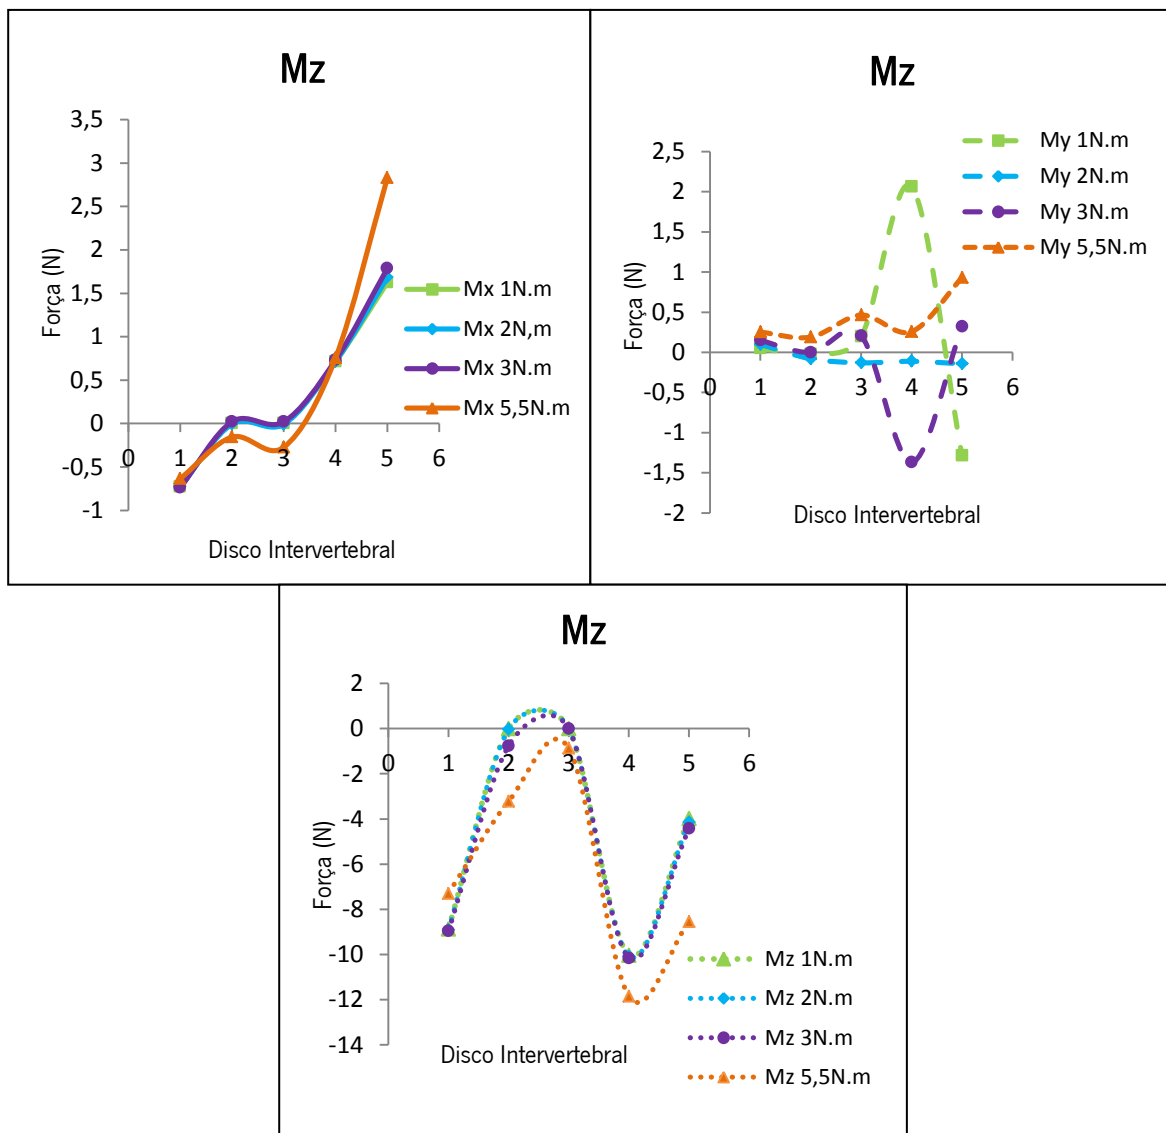 Mz
3,5
3
2,5
2
1,5
1
0,5
0
-0,5
-1
0 1 2 3 4 5 6
Força (N)
Disco Intervertebral
Mx 1N.m
Mx 2N,m
Mx 3N.m
Mx 5,5N.m
Mz
2,5
2
1,5
1
0,5
0
-0,5
-1
-1,5
-2
0 1 2 3 4 5 6
Força (N)
Disco Intervertebral
My 1N.m
My 2N.m
My 3N.m
My 5,5N.m
Mz
2
0
-2
-4
-6
-8
-10
-12
-14
0 1 2 3 4 5 6
Força (N)
Disco Intervertebral
Mz 1N.m
Mz 2N.m
Mz 3N.m
Mz 5,5N.m